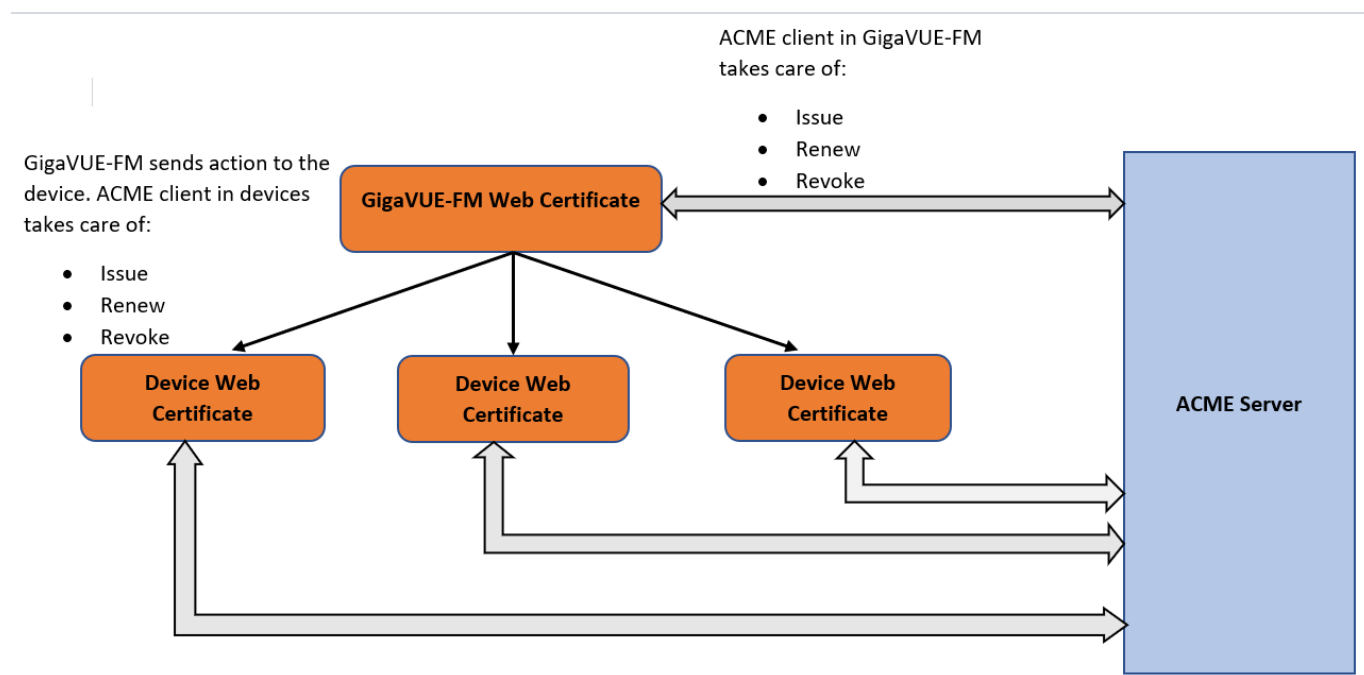 ACME client in GigaVUE-FM
takes care of:
• Issue
• Renew
• Revoke
GigaVUE-FM sends action to the
device. ACME client in devices
takes care of:
• Issue
• Renew
• Revoke
GigaVUE-FM Web Certificate
Device Web
Certificate
Device Web
Certificate
Device Web
Certificate
ACME Server